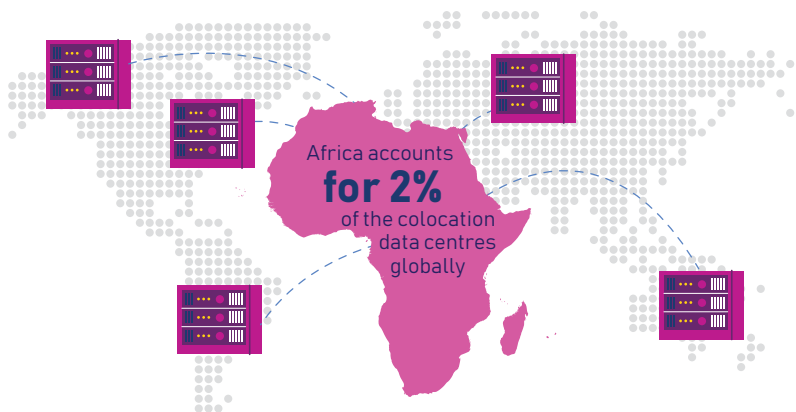 Africa accounts
for 2%
of the colocation
data centres
globally